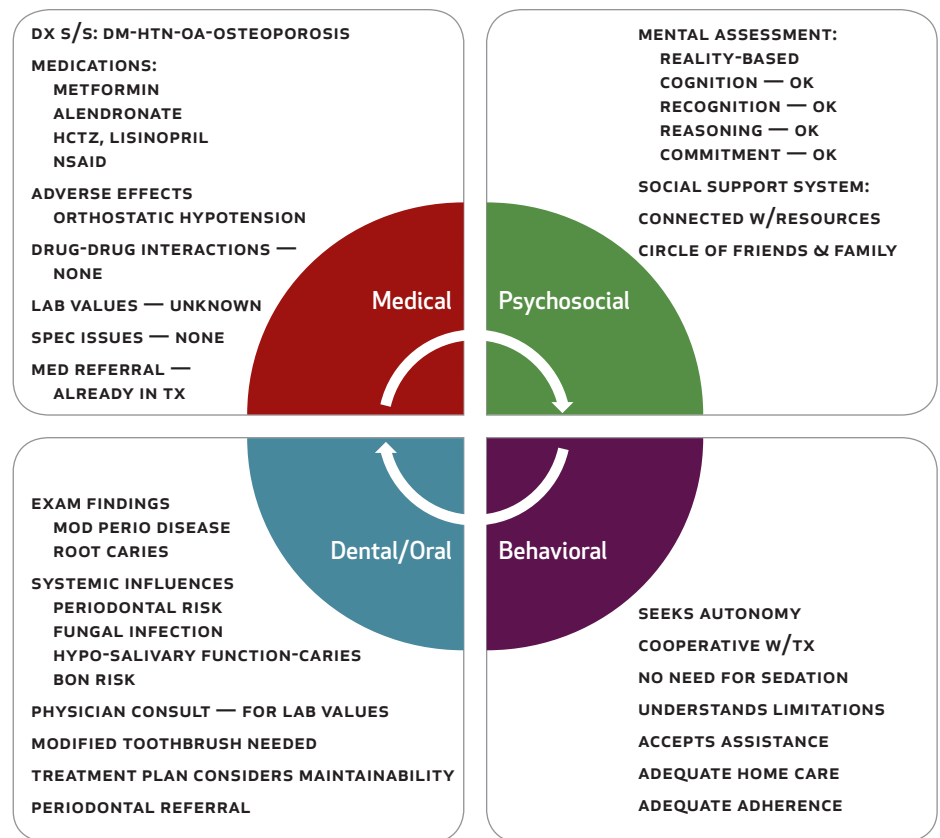 DX S/S: DM-HTN-OA-OSTEOPOROSIS
MEDICATIONS:
METFORMIN
ALENDRONATE
HCTZ, LISINOPRIL
NSAID
ADVERSE EFFECTS
ORTHOSTATIC HYPOTENSION
DRUG-DRUG INTERACTIONS —
NONE
LAB VALUES — UNKNOWN
SPEC ISSUES — NONE
MED REFERRAL —
ALREADY IN TX
Medical
MENTAL ASSESSMENT:
REALITY-BASED
COGNITION — OK
RECOGNITION — OK
REASONING — OK
COMMITMENT — OK
SOCIAL SUPPORT SYSTEM:
CONNECTED W/RESOURCES
CIRCLE OF FRIENDS & FAMILY
Psychosocial
EXAM FINDINGS
MOD PERIO DISEASE
ROOT CARIES
SYSTEMIC INFLUENCES
PERIODONTAL RISK
FUNGAL INFECTION
HYPO-SALIVARY FUNCTION-CARIES
BON RISK
PHYSICIAN CONSULT — FOR LAB VALUES
MODIFIED TOOTHBRUSH NEEDED
TREATMENT PLAN CONSIDERS MAINTAINABILITY
PERIODONTAL REFERRAL
Dental/Oral
Behavioral
SEEKS AUTONOMY
COOPERATIVE W/TX
NO NEED FOR SEDATION
UNDERSTANDS LIMITATIONS
ACCEPTS ASSISTANCE
ADEQUATE HOME CARE
ADEQUATE ADHERENCE